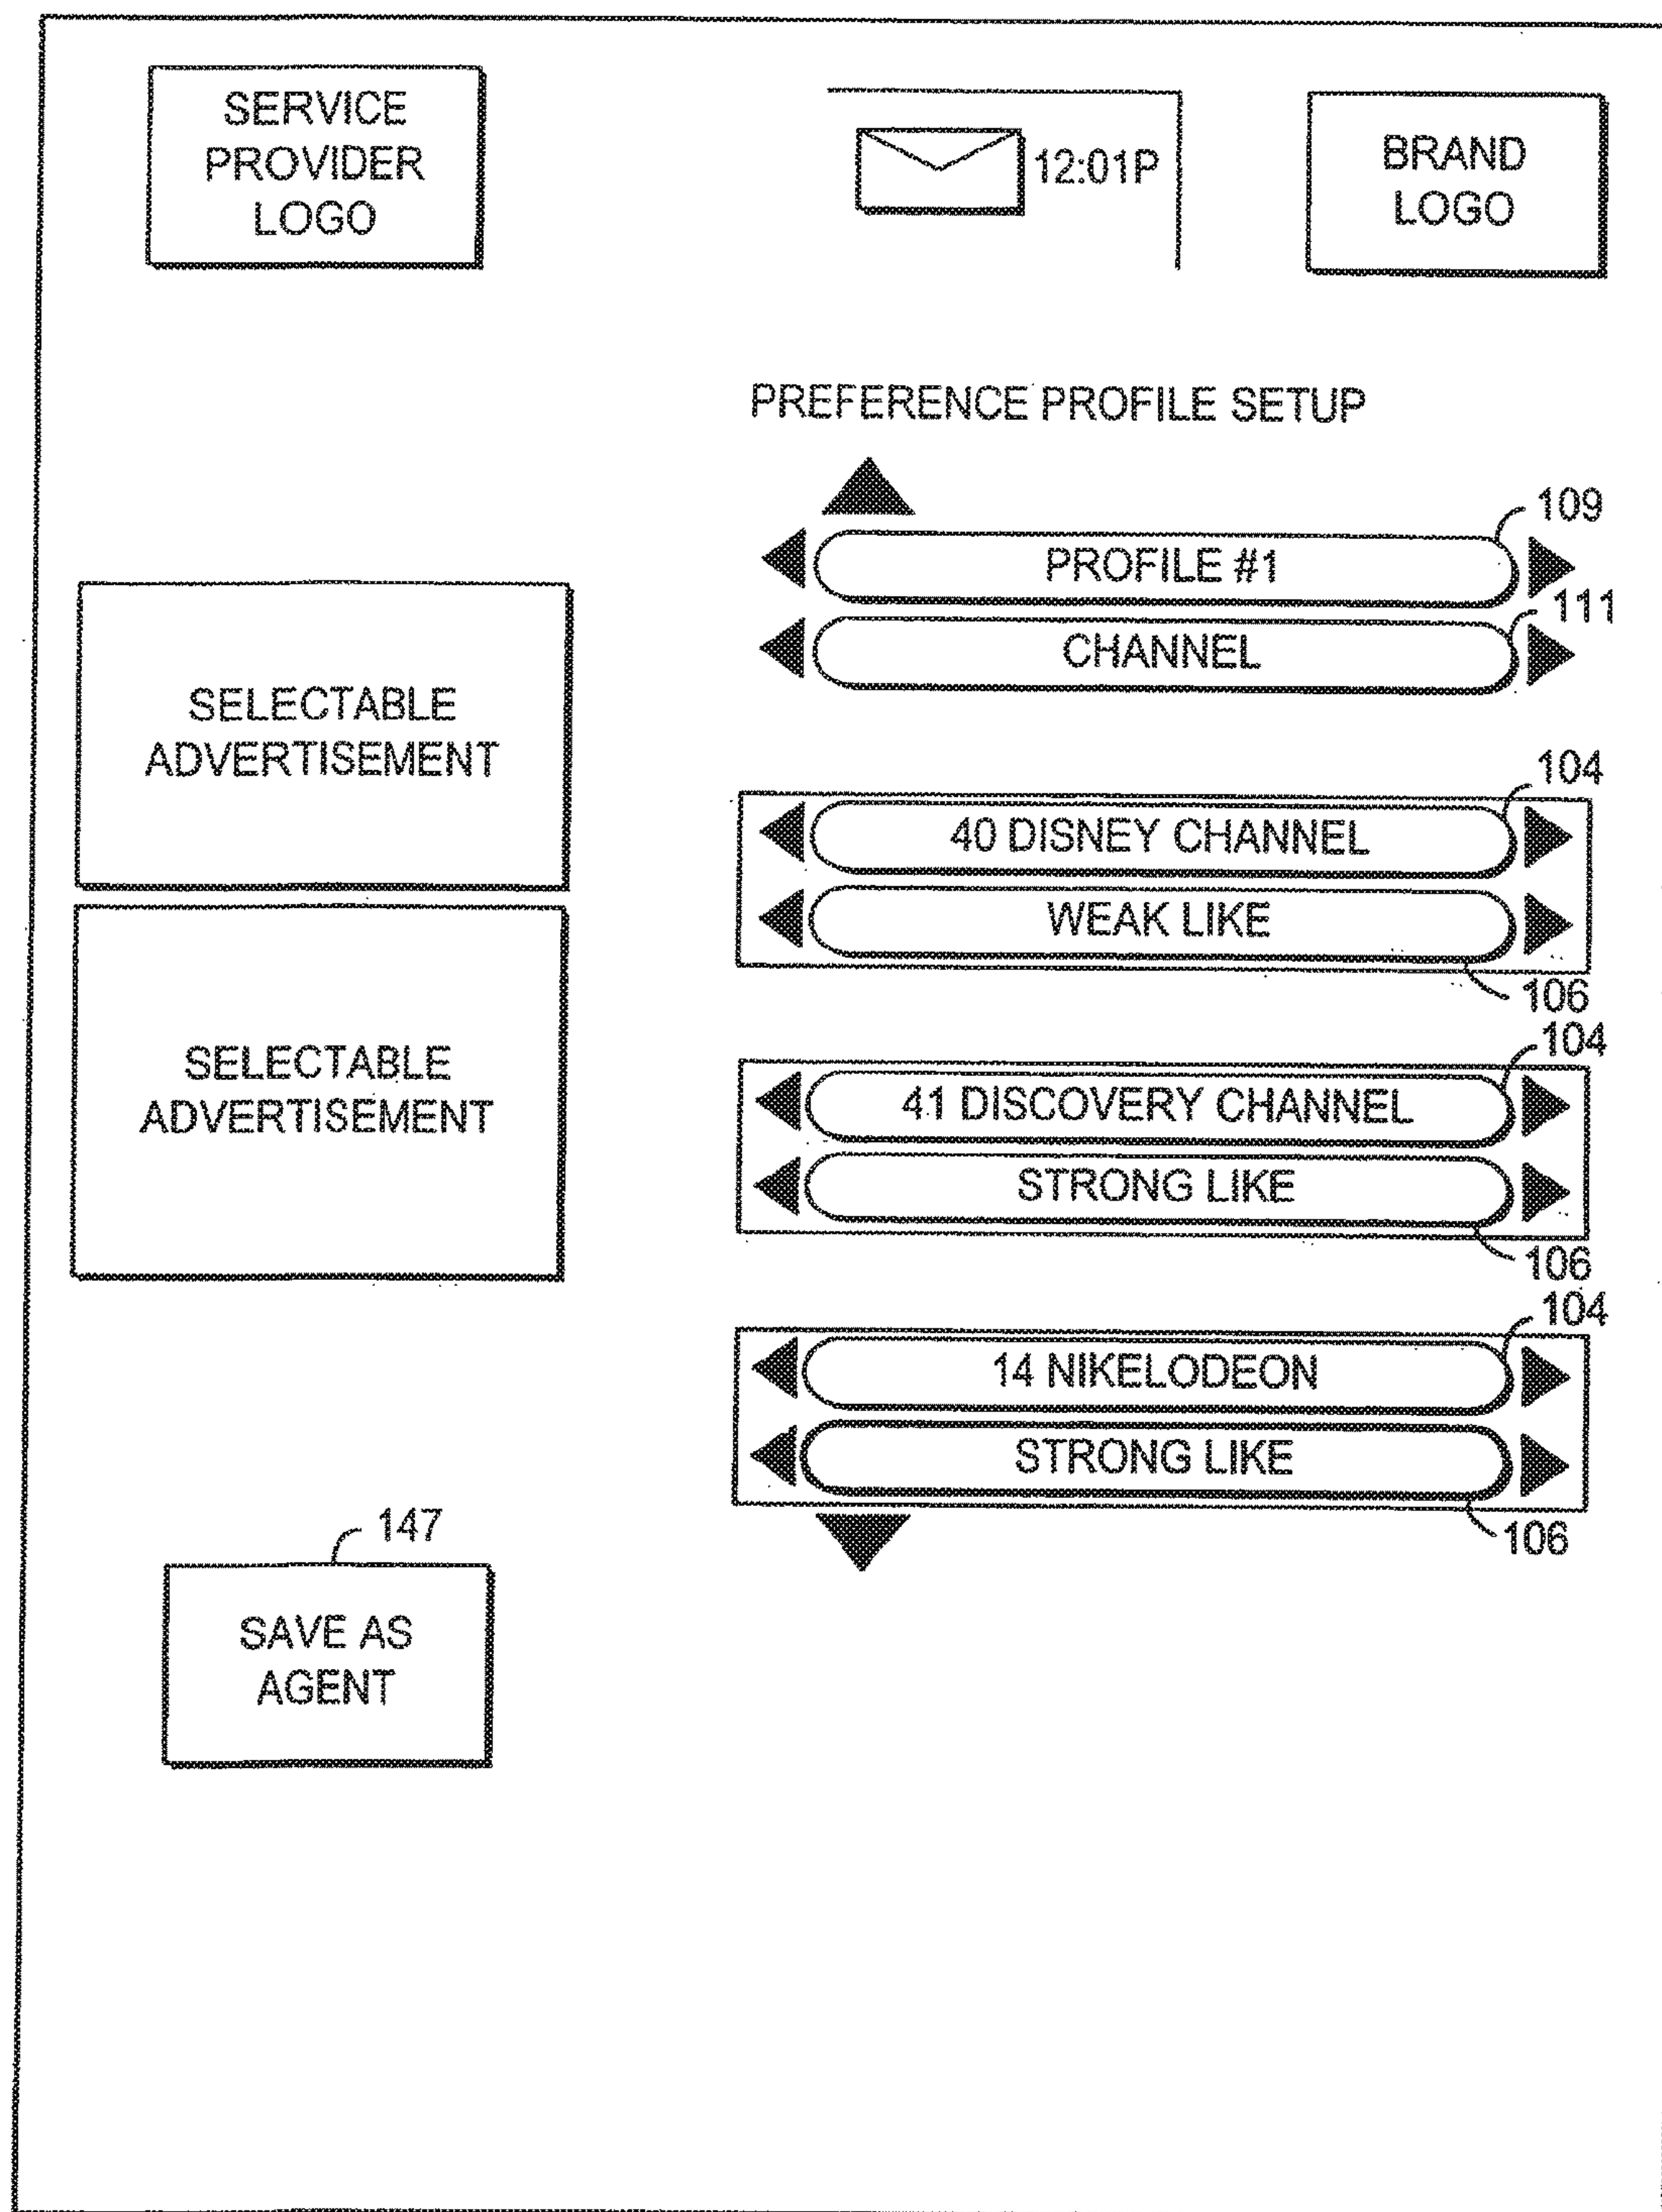 SERVICE
PROVIDER
LOGO
12:01P
BRAND
LOGO
PREFERENCE PROFILE SETUP
109
PROFILE #1
111
CHANNEL
SELECTABLE
ADVERTISEMENT
104
40 DISNEY CHANNEL
WEAK LIKE
106
SELECTABLE
ADVERTISEMENT
104
41 DISCOVERY CHANNEL
STRONG LIKE
106
104
14 NIKELODEON
STRONG LIKE
106
147
SAVE AS
AGENT